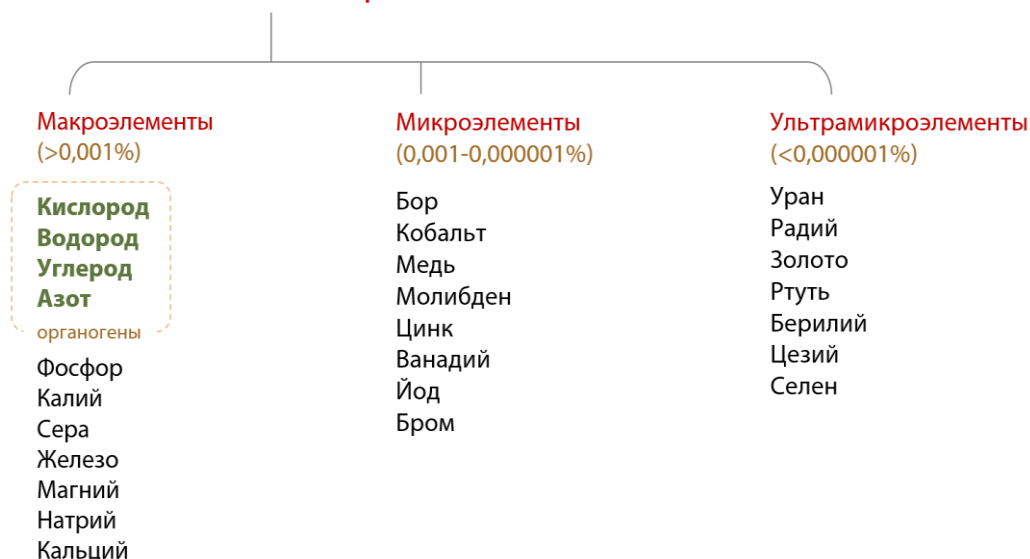 Макроэлементы
(>0,001%)
Кислород
Водород
Углерод
Азот
органогены
Фосфор
Калий
Сера
Железо
Магний
Натрий
Кальций
Микроэлементы
(0,001-0,000001%)
Бор
Кобальт
Медь
Молибден
Цинк
Ванадий
Йод
Бром
Ультрамикроэлементы
(<0,000001%)
Уран
Радий
Золото
Ртуть
Берилий
Цезий
Селен